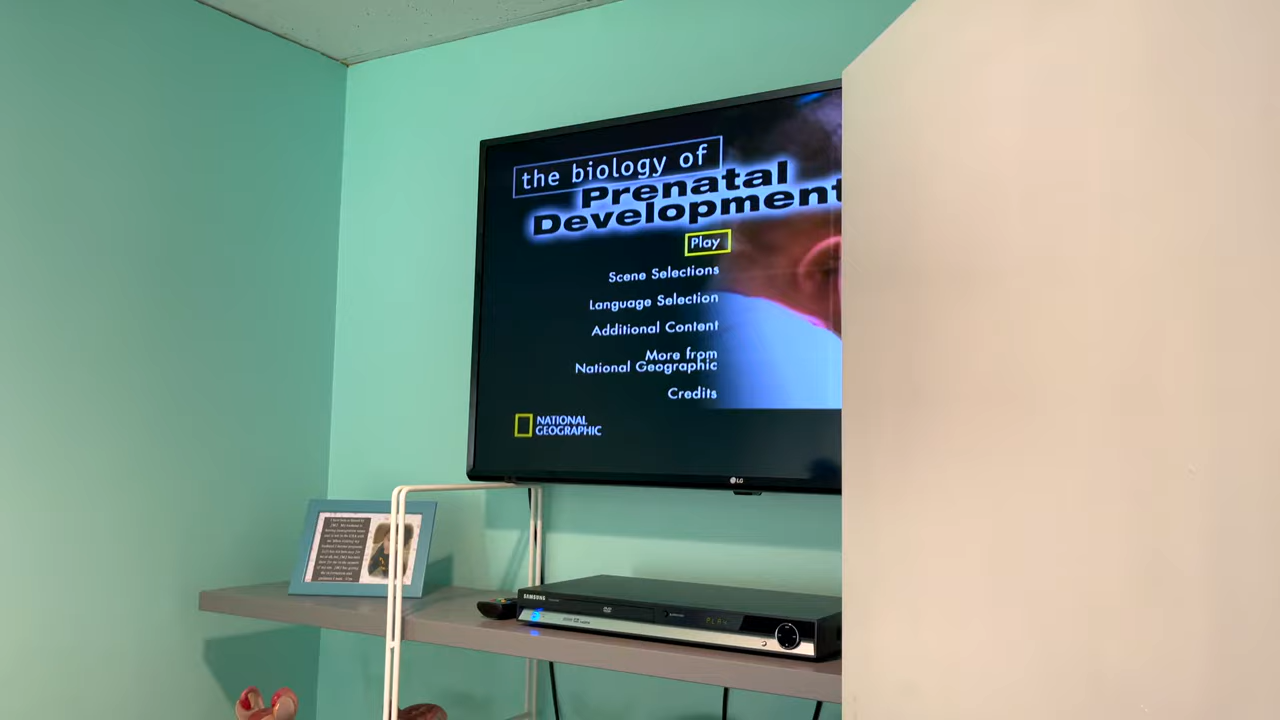 the biology of
Prenatal
Development
Play
Scene Selections
Language Selection
Additional Content
More from
National Geographic
Credits
NATIONAL
GEOGRAPHIC
LG
SAMSUNG
PLAY